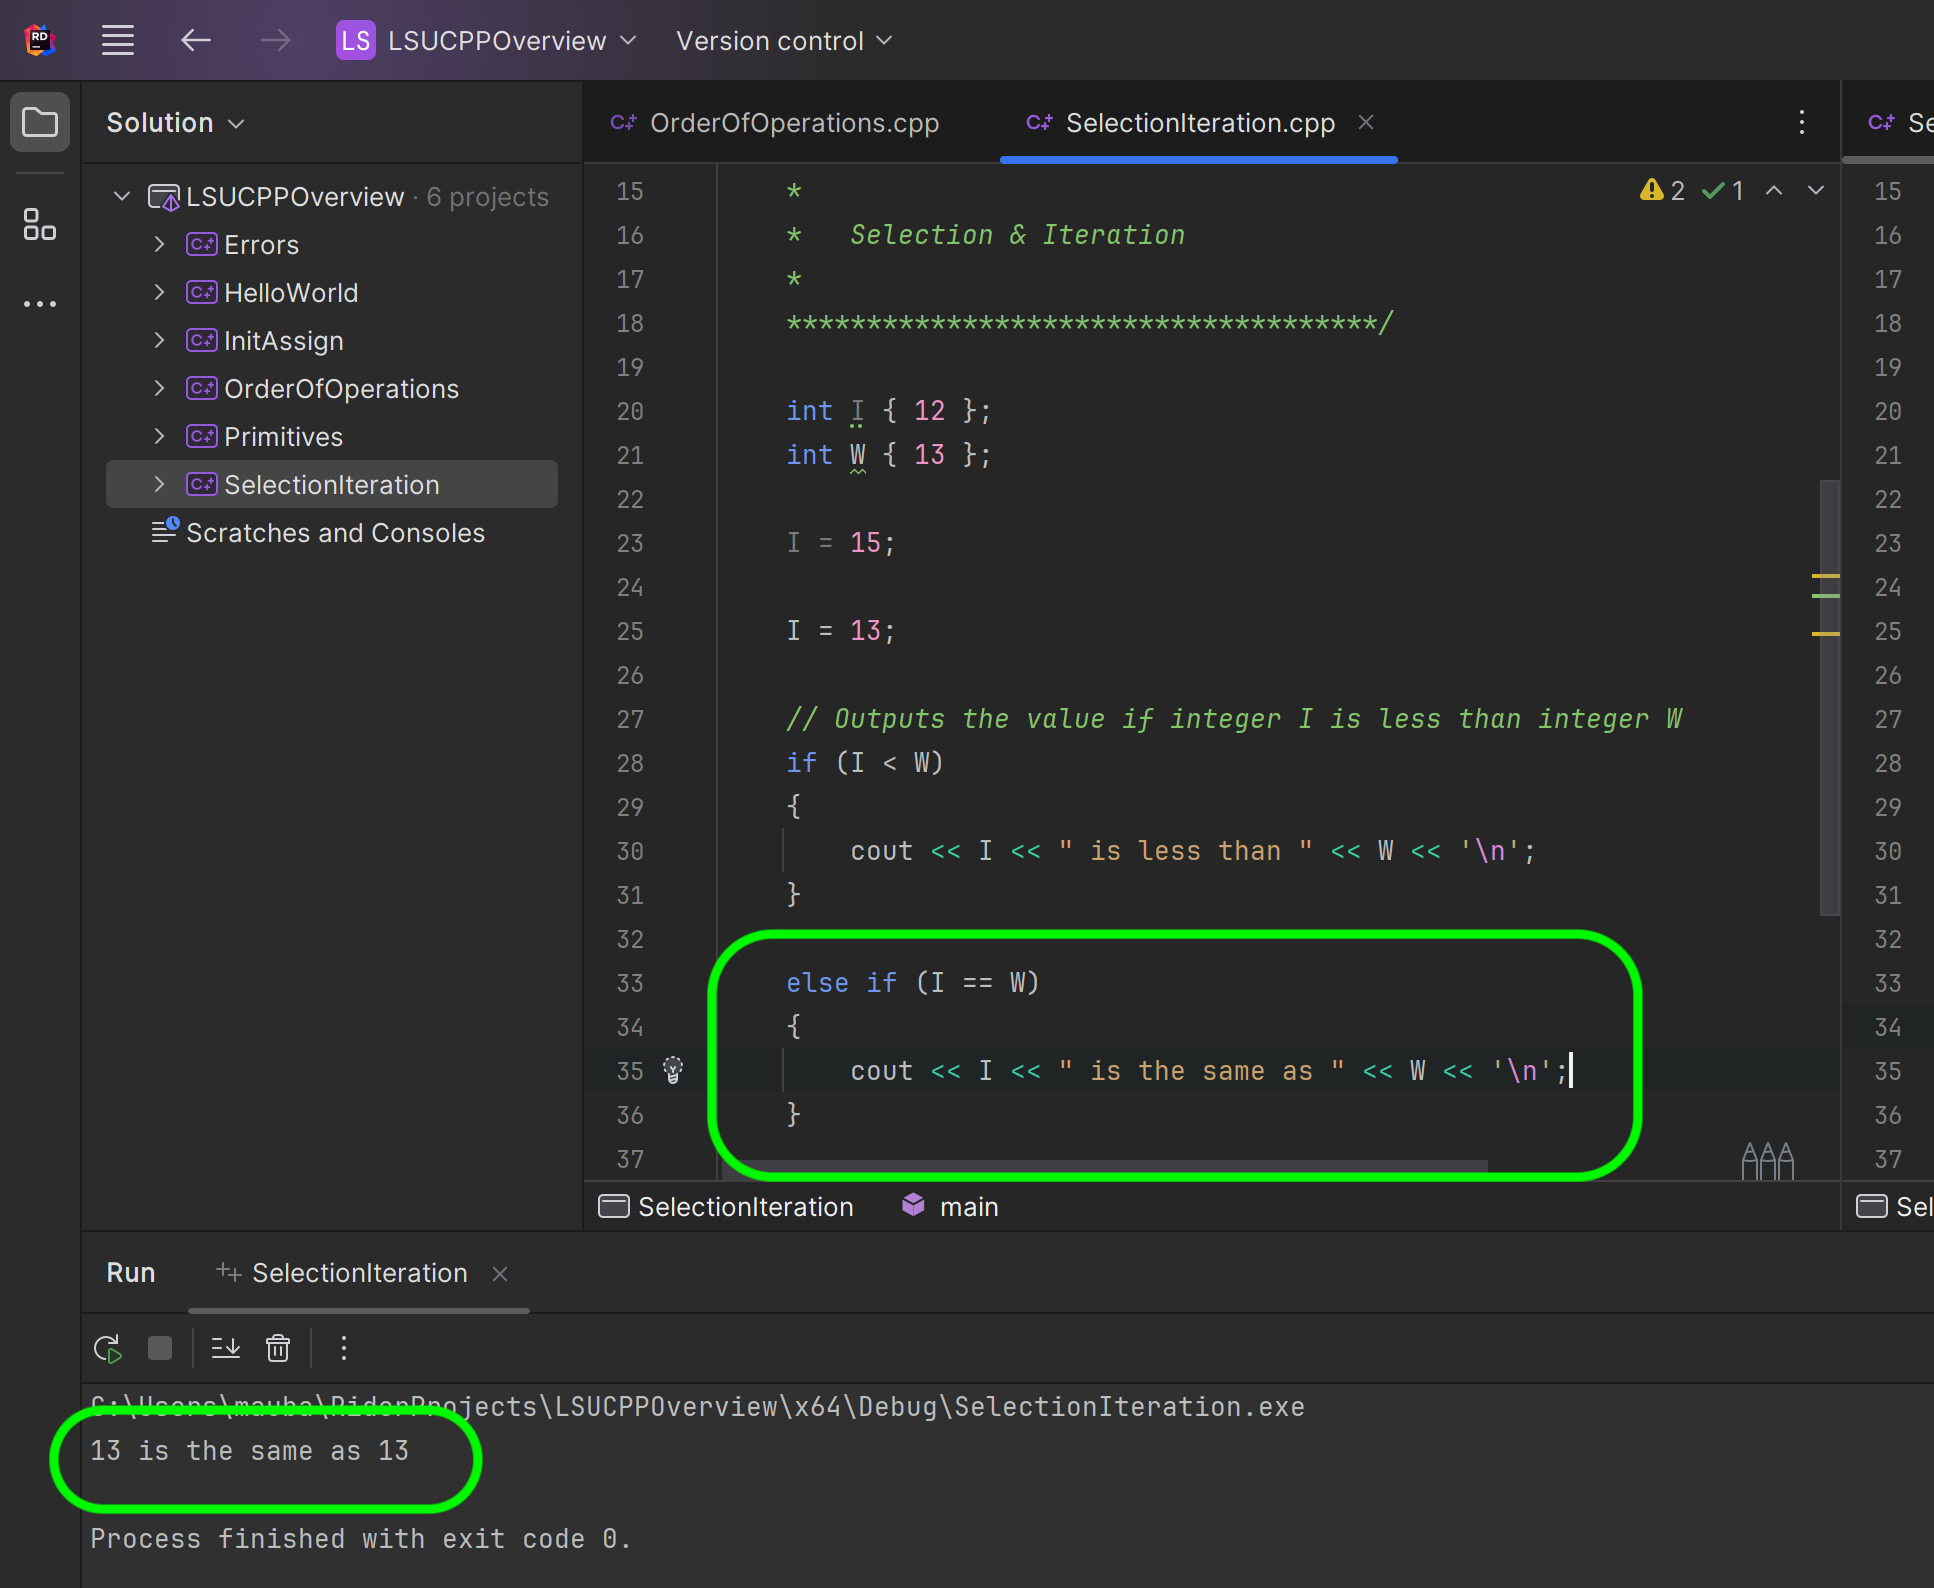 RD LS LSUCPPOverview Version control
Solution
LSUCPPOverview · 6 projects
C++ Errors
C++ HelloWorld
C++ InitAssign
C++ OrderOfOperations
C++ Primitives
C++ SelectionIteration
Scratches and Consoles
C++ OrderOfOperations.cpp C++ SelectionIteration.cpp C++
2 1
15 *
16 * Selection & Iteration
17 *
18 *************************************/
19
20 int I { 12 };
21 int W { 13 };
22
23 I = 15;
24
25 I = 13;
26
27 // Outputs the value if integer I is less than integer W
28 if (I < W)
29 {
30 cout << I << " is less than " << W << '\n';
31 }
32
33 else if (I == W)
34 {
35 cout << I << " is the same as " << W << '\n';
36 }
37
15
16
17
18
19
20
21
22
23
24
25
26
27
28
29
30
31
32
33
34
35
36
37
SelectionIteration main
Run SelectionIteration
C:\Users\mauba\RiderProjects\LSUCPPOverview\x64\Debug\SelectionIteration.exe
13 is the same as 13
Process finished with exit code 0.